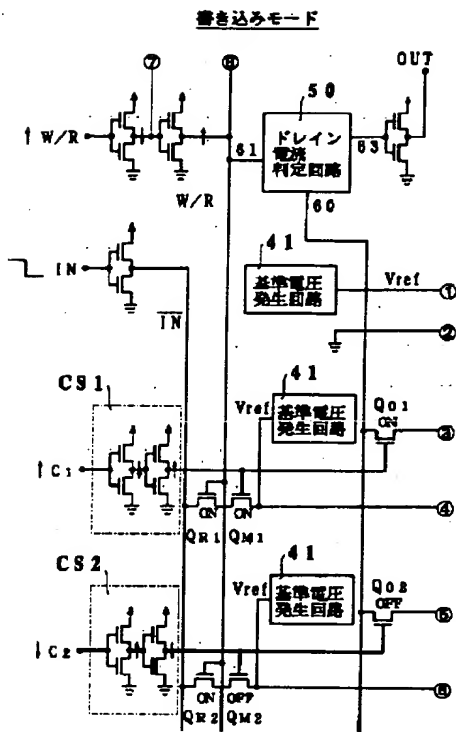 書き込みモード
⑦ ⑧ OUT
50
↑ W/R
61 ドレイン
電流
判定回路 63
60
W/R
41
IN
基準電圧
発生回路 Vref ①
IN
②
CS1
41
Vref 基準電圧
発生回路
Q01
ON ③
↑ C1
④
ON ON
QR1 QM1
CS2
41
Vref 基準電圧
発生回路
Q02
OFF ⑤
↓ C2
ON OFF
QR2 QM2